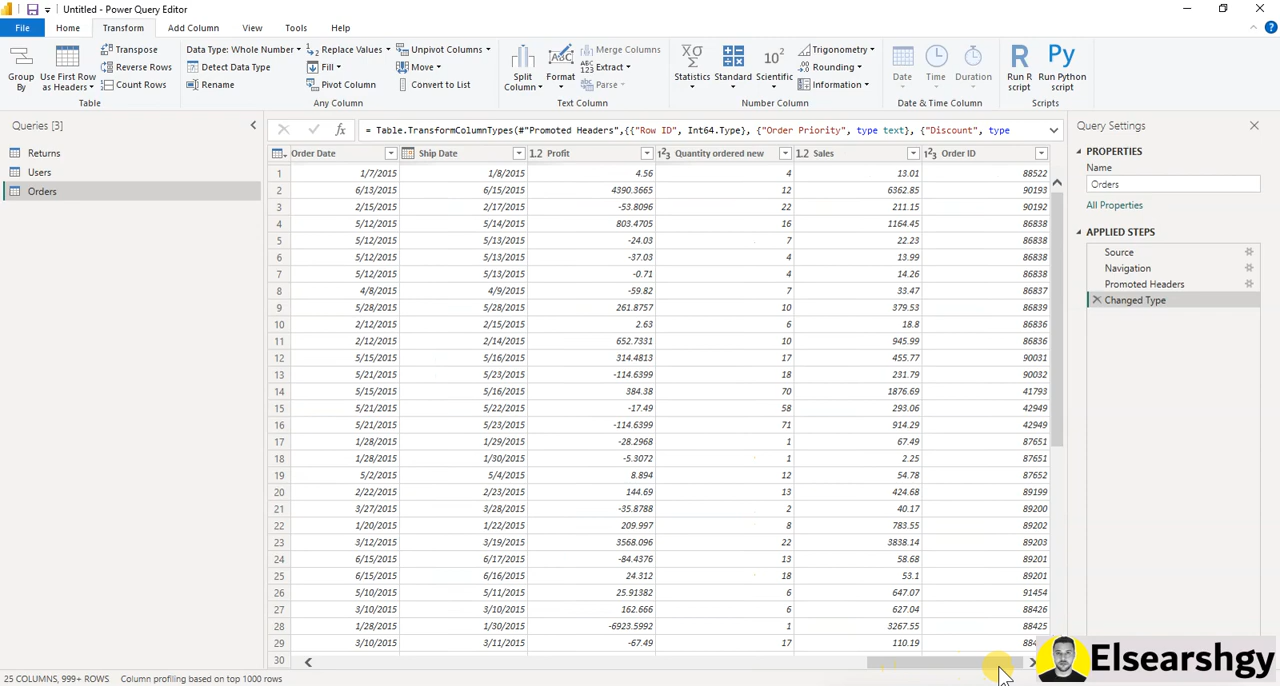 Untitled - Power Query Editor
File Home Transform Add Column View Tools Help
Group By
Use First Row as Headers
Transpose
Reverse Rows
Count Rows
Table
Data Type: Whole Number
Detect Data Type
Rename
Replace Values
Fill
Pivot Column
Unpivot Columns
Move
Convert to List
Any Column
Split Column
Format
ABC
Merge Columns
Extract
Parse
Text Column
Statistics
Standard
Scientific
Trigonometry
Rounding
Information
Number Column
Date
Time
Duration
Date & Time Column
Run R script
Run Python script
Scripts
Queries [3]
Returns
Users
Orders
= Table.TransformColumnTypes(#"Promoted Headers",{{"Row ID", Int64.Type}, {"Order Priority", type text}, {"Discount", type
Order Date Ship Date 1.2 Profit 1²3 Quantity ordered new 1.2 Sales 1²3 Order ID
1 1/7/2015 1/8/2015 4.56 4 13.01 88522
2 6/13/2015 6/15/2015 4390.3665 12 6362.85 90193
3 2/15/2015 2/17/2015 -53.8096 22 211.15 90192
4 5/12/2015 5/14/2015 803.4705 16 1164.45 86838
5 5/12/2015 5/13/2015 -24.03 7 22.23 86838
6 5/12/2015 5/13/2015 -37.03 4 13.99 86838
7 5/12/2015 5/13/2015 -0.71 4 14.26 86838
8 4/8/2015 4/9/2015 -59.82 7 33.47 86837
9 5/28/2015 5/28/2015 261.8757 10 379.53 86839
10 2/12/2015 2/15/2015 2.63 6 18.8 86836
11 2/12/2015 2/14/2015 652.7331 10 945.99 86836
12 5/15/2015 5/16/2015 314.4813 17 455.77 90031
13 5/21/2015 5/23/2015 -114.6399 18 231.79 90032
14 5/15/2015 5/16/2015 384.38 70 1876.69 41793
15 5/21/2015 5/22/2015 -17.49 58 293.06 42949
16 5/21/2015 5/23/2015 -114.6399 71 914.29 42949
17 1/28/2015 1/29/2015 -28.2968 1 67.49 87651
18 1/28/2015 1/30/2015 -5.3072 1 2.25 87651
19 5/2/2015 5/4/2015 8.894 12 54.78 87652
20 2/22/2015 2/23/2015 144.69 13 424.68 89199
21 3/27/2015 3/28/2015 -35.8788 2 40.17 89200
22 1/20/2015 1/22/2015 209.997 8 783.55 89202
23 3/12/2015 3/19/2015 3568.096 22 3838.14 89203
24 6/15/2015 6/17/2015 -84.4376 13 58.68 89201
25 6/15/2015 6/16/2015 24.312 18 53.1 89201
26 5/10/2015 5/11/2015 25.91382 6 647.07 91454
27 3/10/2015 3/10/2015 162.666 6 627.04 88426
28 1/28/2015 1/30/2015 -6923.5992 1 3267.55 88425
29 3/10/2015 3/11/2015 -67.49 17 110.19
30
Query Settings
PROPERTIES
Name
Orders
All Properties
APPLIED STEPS
Source
Navigation
Promoted Headers
Changed Type
25 COLUMNS, 999+ ROWS Column profiling based on top 1000 rows
Elsearshgy